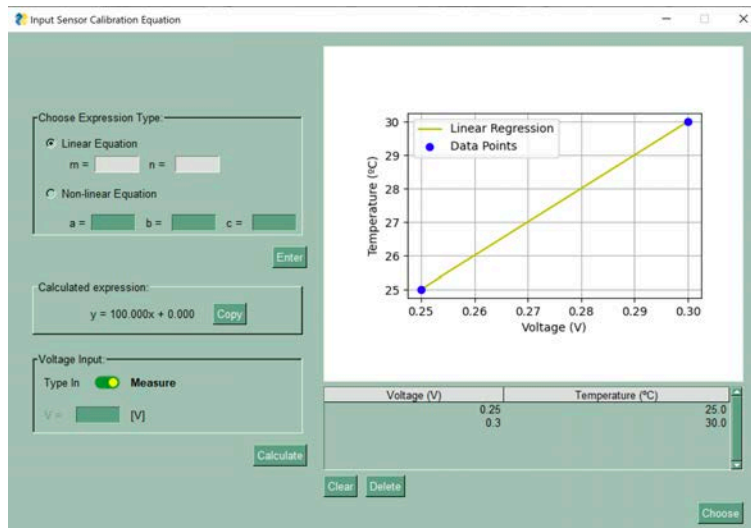 Input Sensor Calibration Equation
Choose Expression Type:
Linear Equation
m =
n =
Non-linear Equation
a =
b =
c =
Enter
Calculated expression:
y = 100.000x + 0.000
Copy
Voltage Input:
Type In
Measure
V =
[V]
Calculate
Linear Regression
Data Points
Temperature (ºC)
30
29
28
27
26
25
0.25
0.26
0.27
0.28
0.29
0.30
Voltage (V)
Voltage (V) Temperature (ºC)
0.25 25.0
0.3 30.0
Clear
Delete
Choose